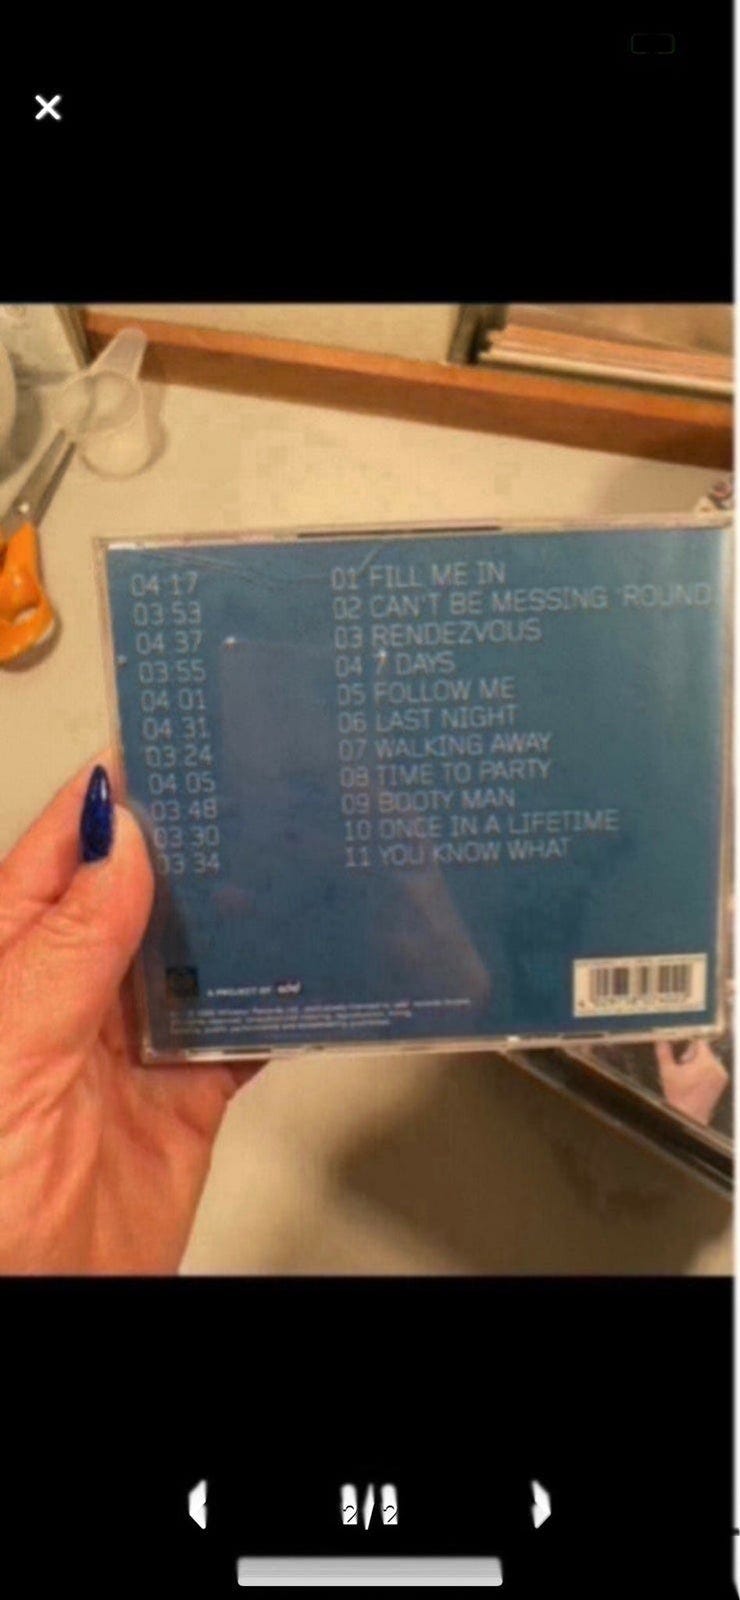 04 17 01 FILL ME IN
03 53 02 CAN'T BE MESSING 'ROUND
04 37 03 RENDEZVOUS
03:55 04 7 DAYS
04 01 05 FOLLOW ME
04 31 06 LAST NIGHT
03:24 07 WALKING AWAY
04 05 08 TIME TO PARTY
03 48 09 BOOTY MAN
03 30 10 ONCE IN A LIFETIME
03 34 11 YOU KNOW WHAT
A PROJECT OF
2/2